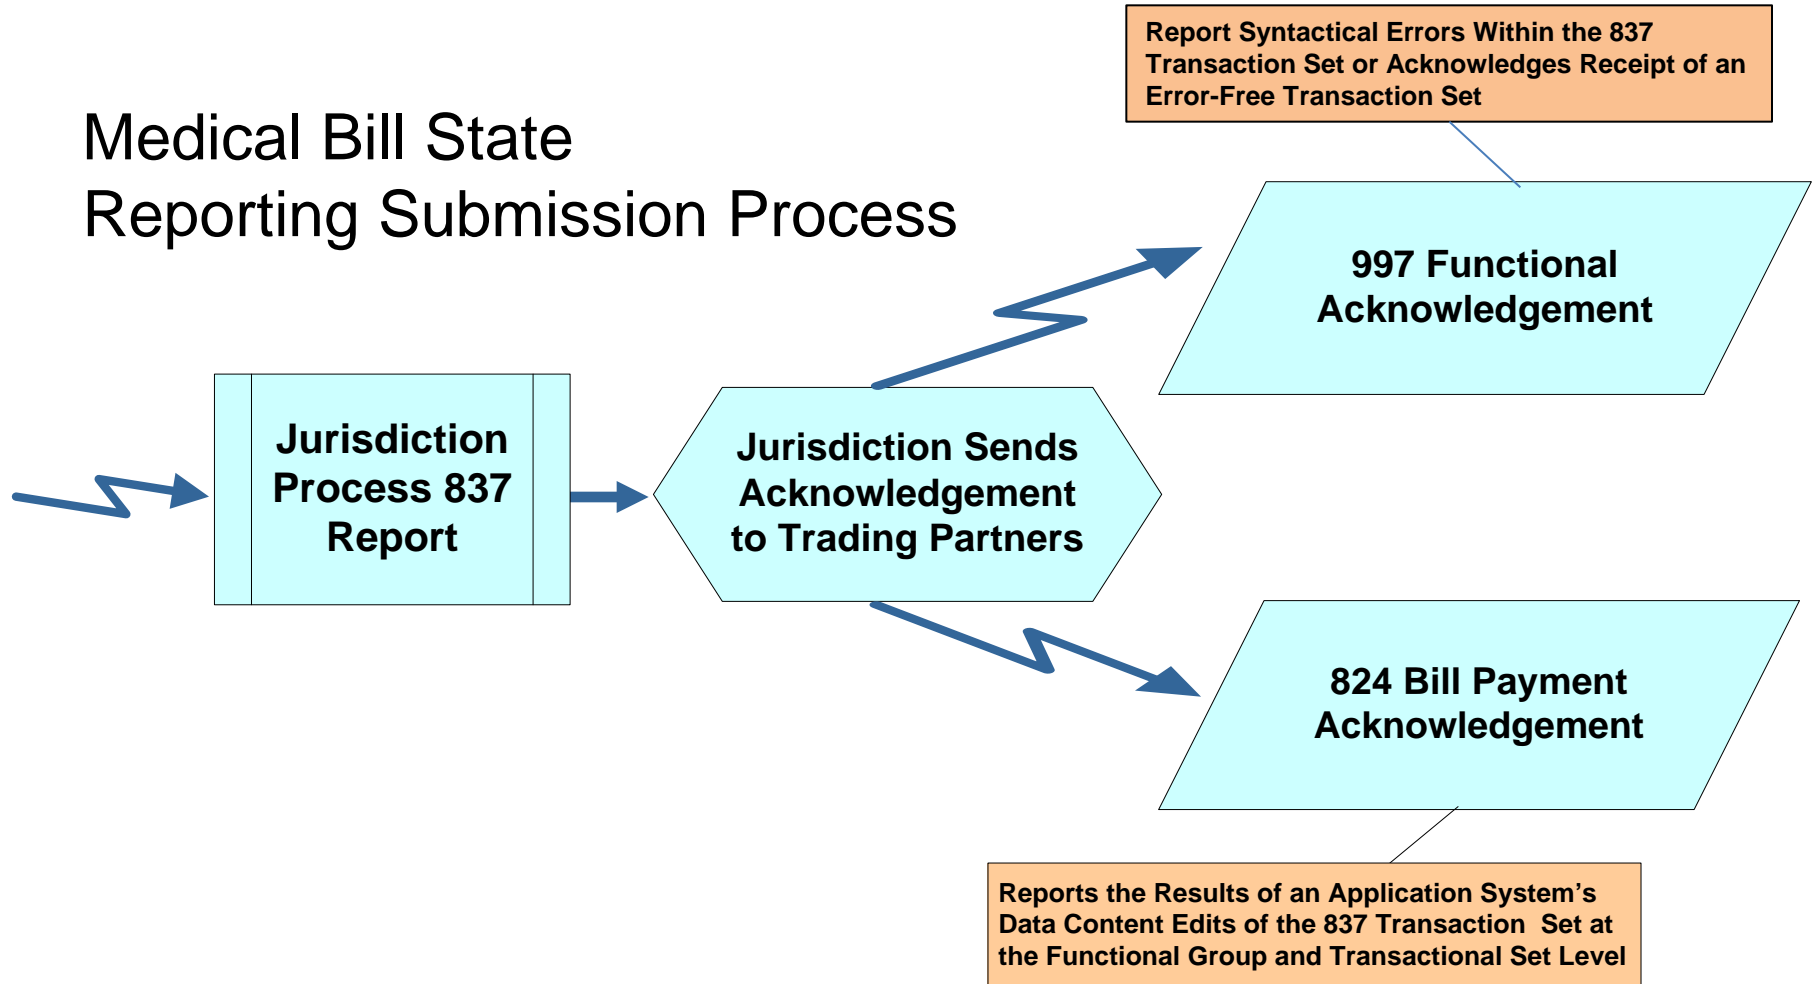 Medical Bill State
Reporting Submission Process
Report Syntactical Errors Within the 837
Transaction Set or Acknowledges Receipt of an
Error-Free Transaction Set
997 Functional
Acknowledgement
Jurisdiction
Process 837
Report
Jurisdiction Sends
Acknowledgement
to Trading Partners
824 Bill Payment
Acknowledgement
Reports the Results of an Application System’s
Data Content Edits of the 837 Transaction  Set at
the Functional Group and Transactional Set Level